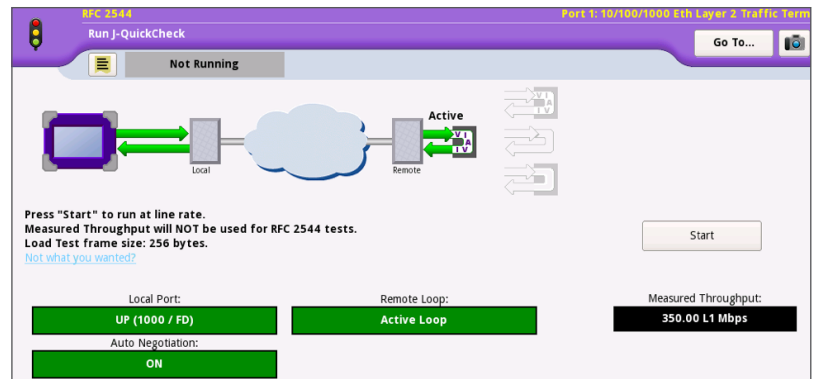 RFC 2544
Port 1: 10/100/1000 Eth Layer 2 Traffic Term
Run J-QuickCheck
Go To...
Not Running
Active
VIAVI
VIAVI
Local
Remote
Press "Start" to run at line rate.
Measured Throughput will NOT be used for RFC 2544 tests.
Load Test frame size: 256 bytes.
Not what you wanted?
Start
Local Port:
Remote Loop:
Measured Throughput:
UP (1000 / FD)
Active Loop
350.00 L1 Mbps
Auto Negotiation:
ON